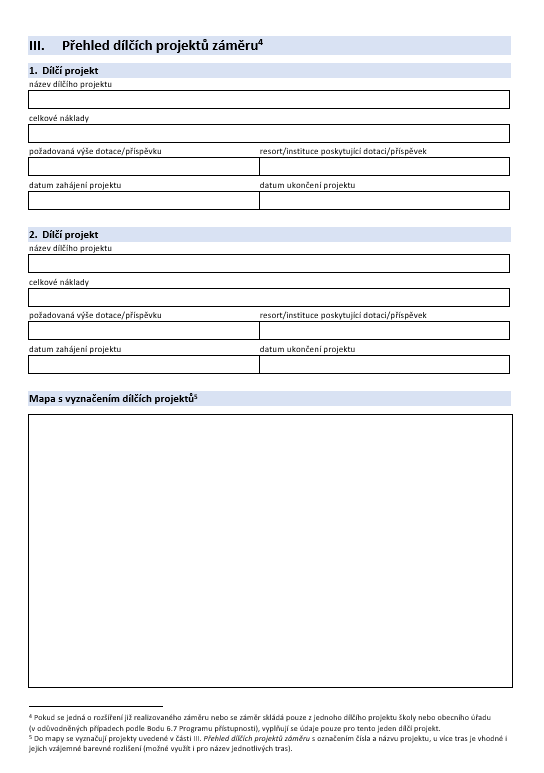 III. Přehled dílčích projektů záměru⁴
1. Dílčí projekt
název dílčího projektu
celkové náklady
požadovaná výše dotace/příspěvku resort/instituce poskytující dotaci/příspěvek
datum zahájení projektu datum ukončení projektu
2. Dílčí projekt
název dílčího projektu
celkové náklady
požadovaná výše dotace/příspěvku resort/instituce poskytující dotaci/příspěvek
datum zahájení projektu datum ukončení projektu
Mapa s vyznačením dílčích projektů⁵
⁴ Pokud se jedná o rozšíření již realizovaného záměru nebo se záměr skládá pouze z jednoho dílčího projektu školy nebo obecního úřadu
(v odůvodněných případech podle Bodu 6.7 Programu přístupnosti), vyplňují se údaje pouze pro tento jeden dílčí projekt.
⁵ Do mapy se vyznačují projekty uvedené v části III. Přehled dílčích projektů záměru s označením čísla a názvu projektu, u více tras je vhodné i
jejich vzájemné barevné rozlišení (možné využít i pro název jednotlivých tras).